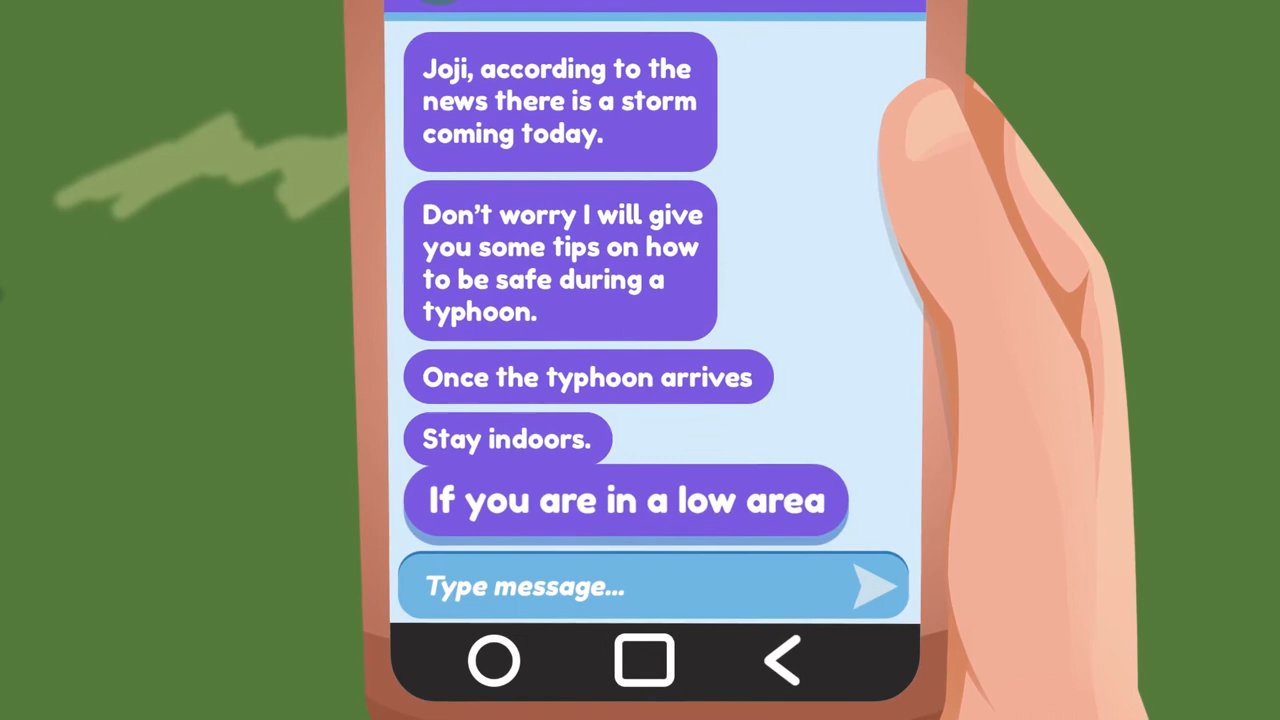 Joji, according to the
news there is a storm
coming today.
Don't worry I will give
you some tips on how
to be safe during a
typhoon.
Once the typhoon arrives
Stay indoors.
If you are in a low area
Type message...